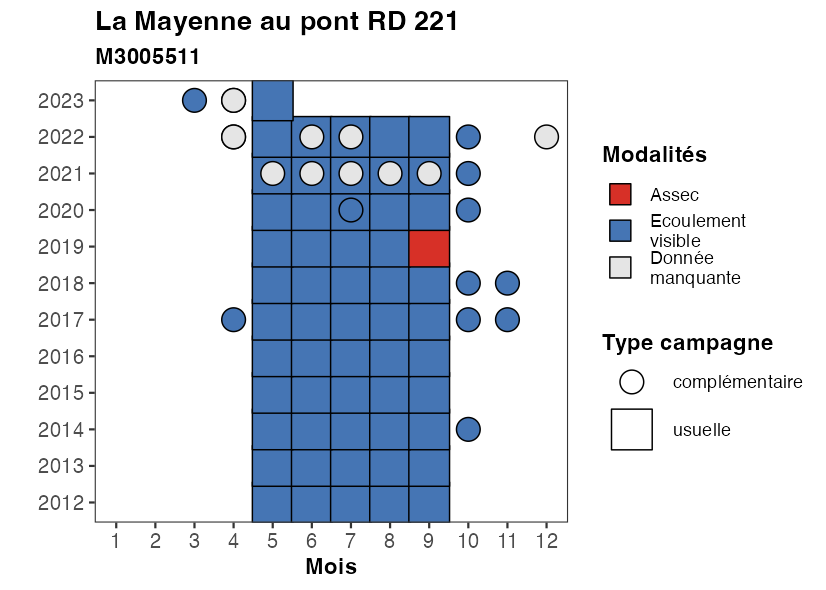 La Mayenne au pont RD 221
M3005511
2023
2022
2021
2020
2019
2018
2017
2016
2015
2014
2013
2012
1 2 3 4 5 6 7 8 9 10 11 12
Mois
Modalités
Assec
Ecoulement
visible
Donnée
manquante
Type campagne
complémentaire
usuelle